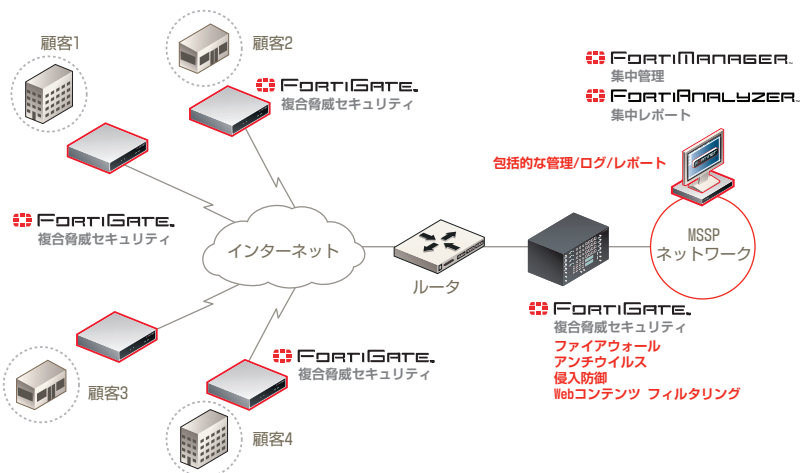 顧客1
顧客2
FORTIGATE.
複合脅威セキュリティ
FORTIMANAGER
集中管理
FORTIANALYZER
集中レポート
包括的な管理/ログ/レポート
FORTIGATE.
複合脅威セキュリティ
インターネット
ルータ
MSSP
ネットワーク
FORTIGATE.
複合脅威セキュリティ
ファイアウォール
アンチウイルス
侵入防御
Webコンテンツ フィルタリング
顧客3
FORTIGATE.
複合脅威セキュリティ
顧客4